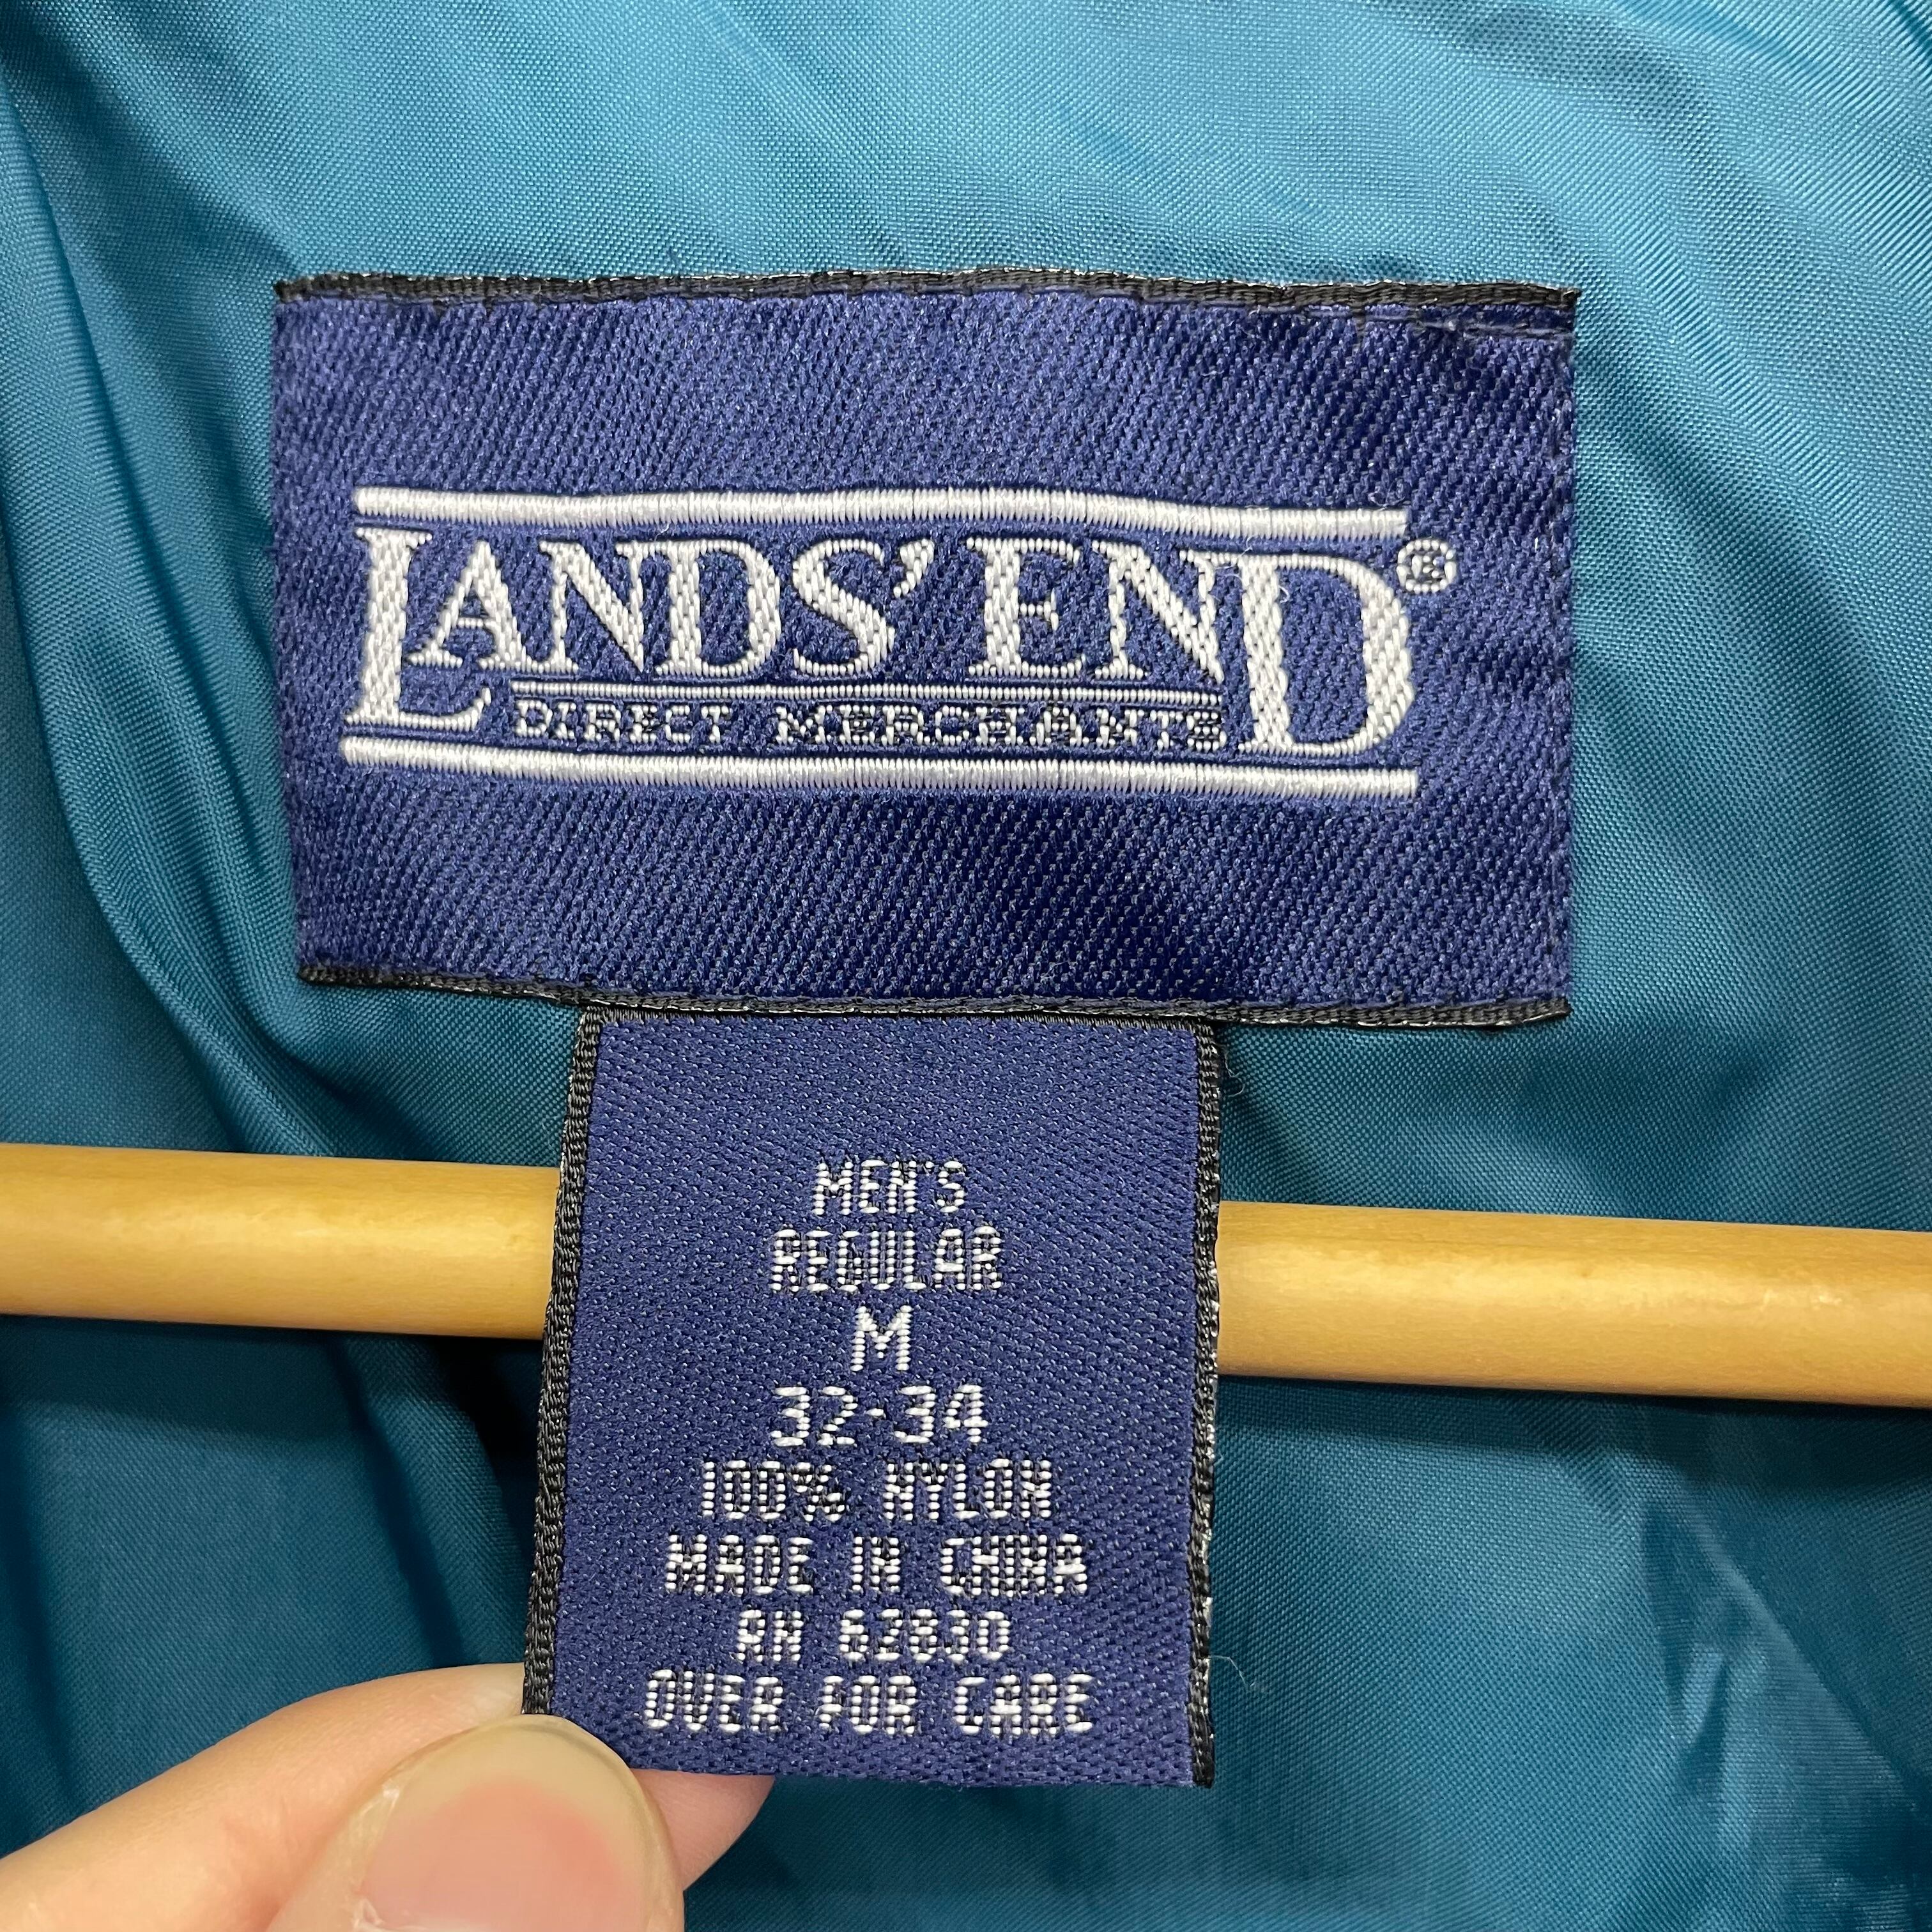 LANDS' END®
DIRECT MERCHANTS
MEN'S
REGULAR
M
32-34
100% NYLON
MADE IN CHINA
RN 62830
OVER FOR CARE